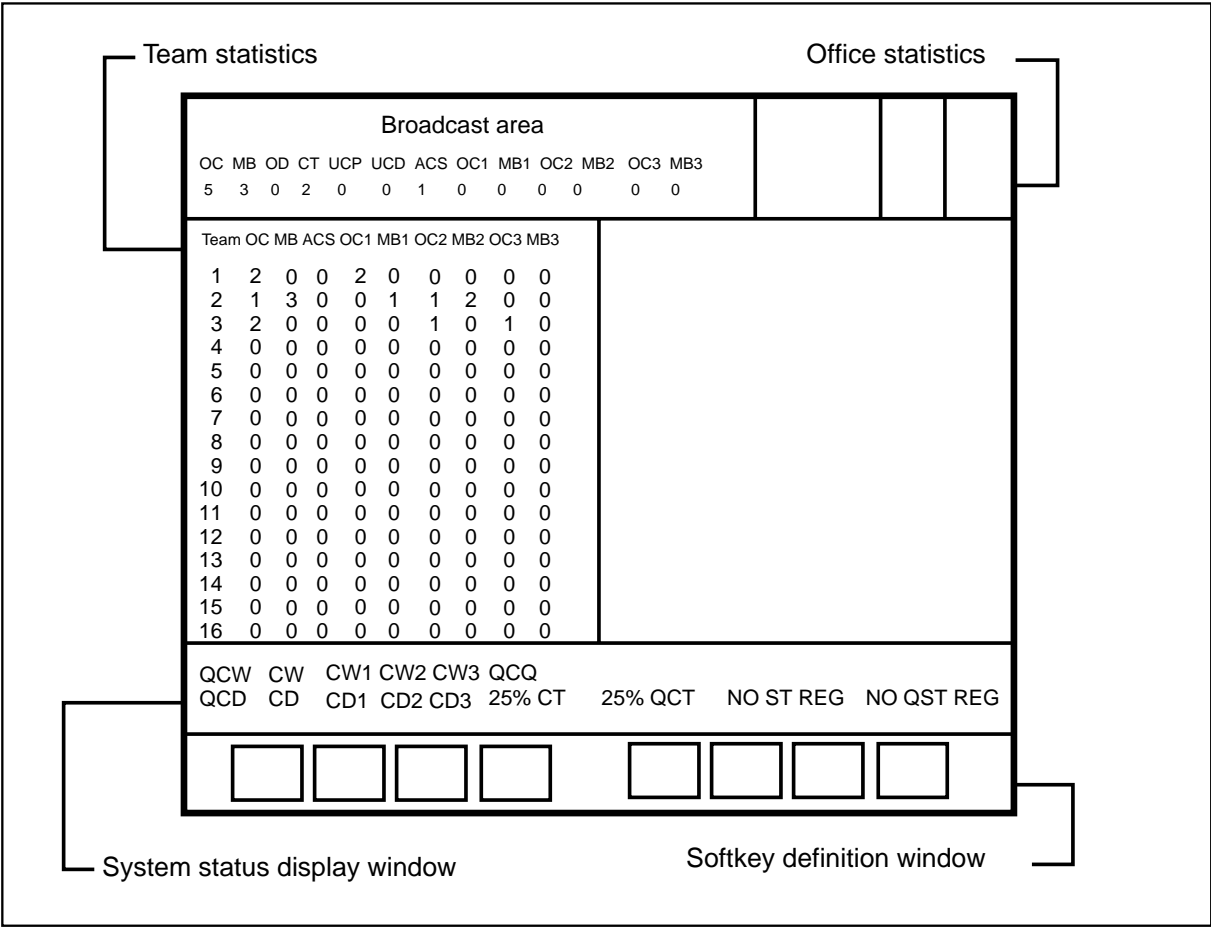 Team statistics
Office statistics
Broadcast area
OC MB OD CT UCP UCD ACS OC1 MB1 OC2 MB2 OC3 MB3
5 3 0 2 0 0 1 0 0 0 0 0 0
Team OC MB ACS OC1 MB1 OC2 MB2 OC3 MB3
1 2 0 0 2 0 0 0 0 0
2 1 3 0 0 1 1 2 0 0
3 2 0 0 0 0 1 0 1 0
4 0 0 0 0 0 0 0 0 0
5 0 0 0 0 0 0 0 0 0
6 0 0 0 0 0 0 0 0 0
7 0 0 0 0 0 0 0 0 0
8 0 0 0 0 0 0 0 0 0
9 0 0 0 0 0 0 0 0 0
10 0 0 0 0 0 0 0 0 0
11 0 0 0 0 0 0 0 0 0
12 0 0 0 0 0 0 0 0 0
13 0 0 0 0 0 0 0 0 0
14 0 0 0 0 0 0 0 0 0
15 0 0 0 0 0 0 0 0 0
16 0 0 0 0 0 0 0 0 0
QCW CW CW1 CW2 CW3 QCQ
QCD CD CD1 CD2 CD3 25% CT 25% QCT NO ST REG NO QST REG
System status display window
Softkey definition window